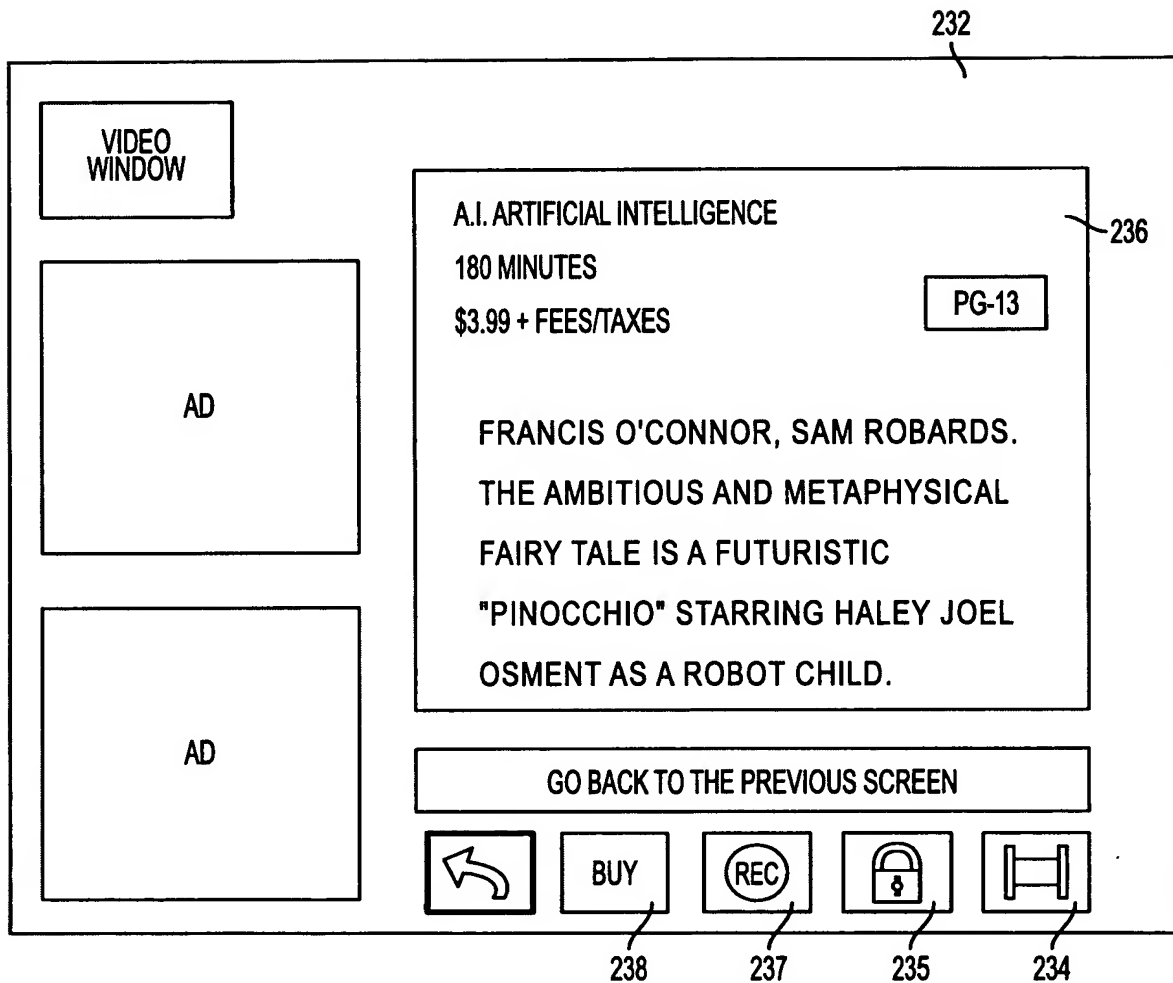 232
VIDEO
WINDOW
A.I. ARTIFICIAL INTELLIGENCE
236
180 MINUTES
PG-13
$3.99 + FEES/TAXES
AD
FRANCIS O'CONNOR, SAM ROBARDS.
THE AMBITIOUS AND METAPHYSICAL
FAIRY TALE IS A FUTURISTIC
"PINOCCHIO" STARRING HALEY JOEL
OSMENT AS A ROBOT CHILD.
AD
GO BACK TO THE PREVIOUS SCREEN
BUY
REC
238
237
235
234